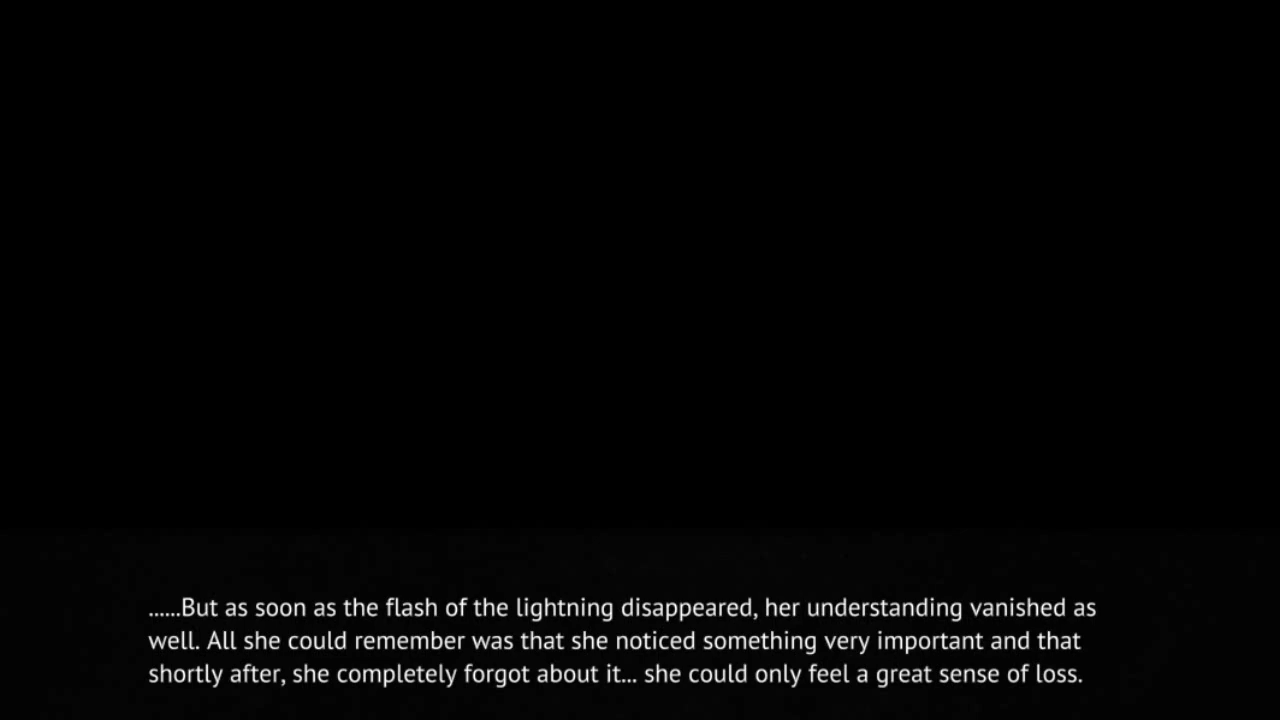 ......But as soon as the flash of the lightning disappeared, her understanding vanished as
well. All she could remember was that she noticed something very important and that
shortly after, she completely forgot about it... she could only feel a great sense of loss.